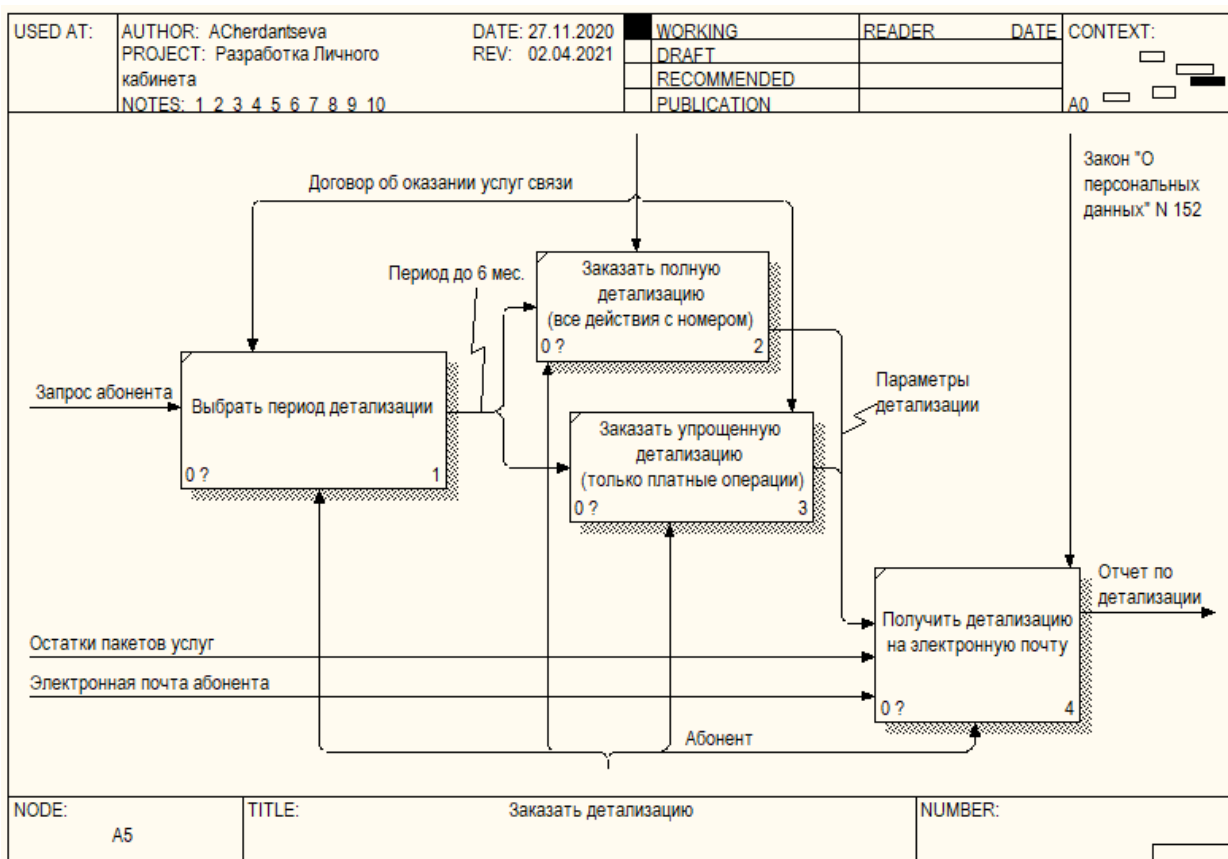 USED AT:
AUTHOR: ACherdantseva
DATE: 27.11.2020
PROJECT: Разработка Личного
кабинета
REV: 02.04.2021
NOTES: 1 2 3 4 5 6 7 8 9 10
WORKING
DRAFT
RECOMMENDED
PUBLICATION
READER
DATE
CONTEXT:
A0
Закон "О
персональных
данных" N 152
Договор об оказании услуг связи
Период до 6 мес.
Заказать полную
детализацию
(все действия с номером)
0 ?
2
Запрос абонента
Выбрать период детализации
0 ?
1
Параметры
детализации
Заказать упрощенную
детализацию
(только платные операции)
0 ?
3
Отчет по
детализации
Получить детализацию
на электронную почту
0 ?
4
Остатки пакетов услуг
Электронная почта абонента
Абонент
NODE:
A5
TITLE:
Заказать детализацию
NUMBER: